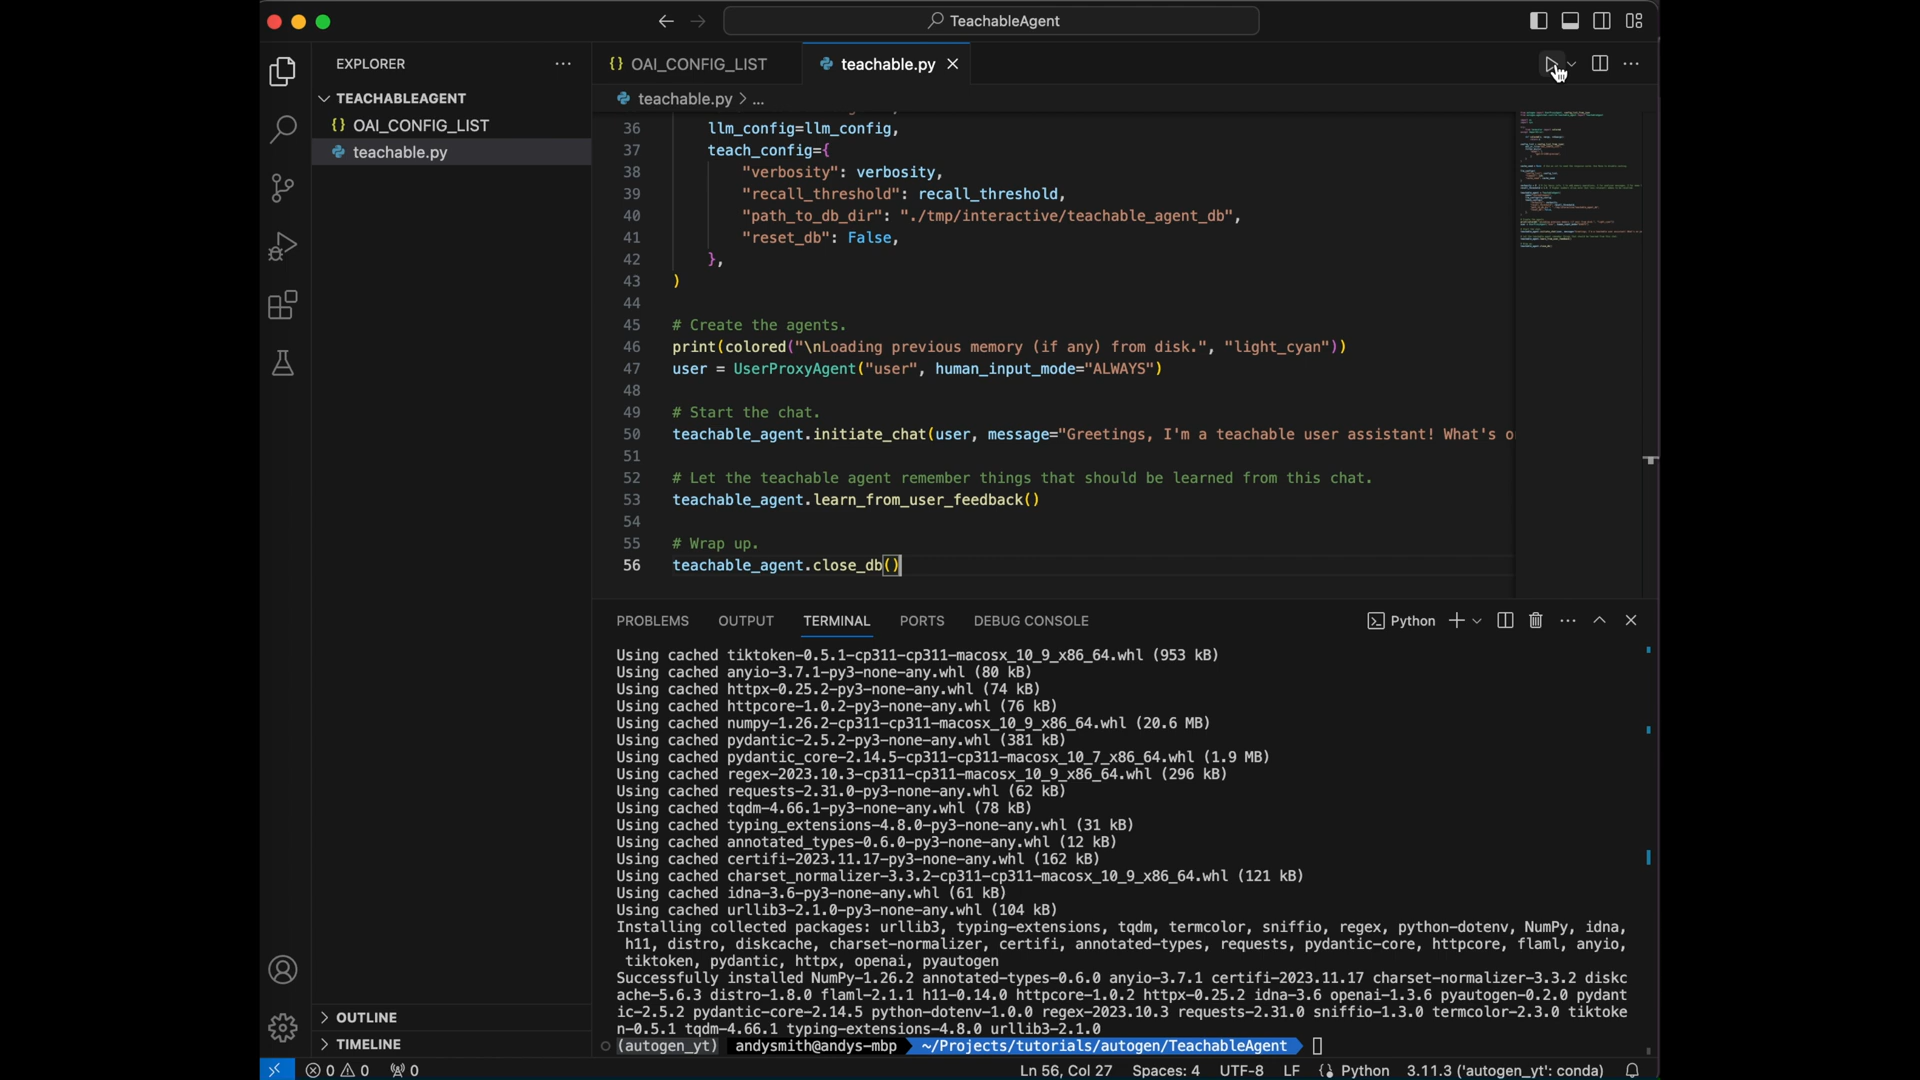 TeachableAgent
EXPLORER
TEACHABLEAGENT
{} OAI_CONFIG_LIST
teachable.py
OUTLINE
TIMELINE
{} OAI_CONFIG_LIST
teachable.py
teachable.py > ...
36 llm_config=llm_config,
37 teach_config={
38 "verbosity": verbosity,
39 "recall_threshold": recall_threshold,
40 "path_to_db_dir": "./tmp/interactive/teachable_agent_db",
41 "reset_db": False,
42 },
43 )
44
45 # Create the agents.
46 print(colored("\nLoading previous memory (if any) from disk.", "light_cyan"))
47 user = UserProxyAgent("user", human_input_mode="ALWAYS")
48
49 # Start the chat.
50 teachable_agent.initiate_chat(user, message="Greetings, I'm a teachable user assistant! What's o
51
52 # Let the teachable agent remember things that should be learned from this chat.
53 teachable_agent.learn_from_user_feedback()
54
55 # Wrap up.
56 teachable_agent.close_db()
PROBLEMS OUTPUT TERMINAL PORTS DEBUG CONSOLE Python
Using cached tiktoken-0.5.1-cp311-cp311-macosx_10_9_x86_64.whl (953 kB)
Using cached anyio-3.7.1-py3-none-any.whl (80 kB)
Using cached httpx-0.25.2-py3-none-any.whl (74 kB)
Using cached httpcore-1.0.2-py3-none-any.whl (76 kB)
Using cached numpy-1.26.2-cp311-cp311-macosx_10_9_x86_64.whl (20.6 MB)
Using cached pydantic-2.5.2-py3-none-any.whl (381 kB)
Using cached pydantic_core-2.14.5-cp311-cp311-macosx_10_7_x86_64.whl (1.9 MB)
Using cached regex-2023.10.3-cp311-cp311-macosx_10_9_x86_64.whl (296 kB)
Using cached requests-2.31.0-py3-none-any.whl (62 kB)
Using cached tqdm-4.66.1-py3-none-any.whl (78 kB)
Using cached typing_extensions-4.8.0-py3-none-any.whl (31 kB)
Using cached annotated_types-0.6.0-py3-none-any.whl (12 kB)
Using cached certifi-2023.11.17-py3-none-any.whl (162 kB)
Using cached charset_normalizer-3.3.2-cp311-cp311-macosx_10_9_x86_64.whl (121 kB)
Using cached idna-3.6-py3-none-any.whl (61 kB)
Using cached urllib3-2.1.0-py3-none-any.whl (104 kB)
Installing collected packages: urllib3, typing-extensions, tqdm, termcolor, sniffio, regex, python-dotenv, NumPy, idna,
h11, distro, diskcache, charset-normalizer, certifi, annotated-types, requests, pydantic-core, httpcore, flaml, anyio,
tiktoken, pydantic, httpx, openai, pyautogen
Successfully installed NumPy-1.26.2 annotated-types-0.6.0 anyio-3.7.1 certifi-2023.11.17 charset-normalizer-3.3.2 diskc
ache-5.6.3 distro-1.8.0 flaml-2.1.1 h11-0.14.0 httpcore-1.0.2 httpx-0.25.2 idna-3.6 openai-1.3.6 pyautogen-0.2.0 pydant
ic-2.5.2 pydantic-core-2.14.5 python-dotenv-1.0.0 regex-2023.10.3 requests-2.31.0 sniffio-1.3.0 termcolor-2.3.0 tiktoke
n-0.5.1 tqdm-4.66.1 typing-extensions-4.8.0 urllib3-2.1.0
(autogen_yt) andysmith@andys-mbp ~/Projects/tutorials/autogen/TeachableAgent
0 0 0 Ln 56, Col 27 Spaces: 4 UTF-8 LF Python 3.11.3 ('autogen_yt': conda)